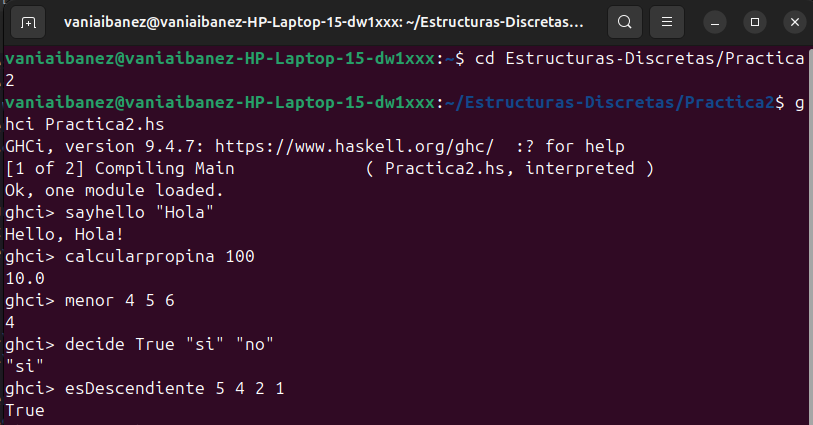 vaniaibanez@vaniaibanez-HP-Laptop-15-dw1xxx: ~/Estructuras-Discretas…
vaniaibanez@vaniaibanez-HP-Laptop-15-dw1xxx:~$ cd Estructuras-Discretas/Practica
2
vaniaibanez@vaniaibanez-HP-Laptop-15-dw1xxx:~/Estructuras-Discretas/Practica2$ g
hci Practica2.hs
GHCi, version 9.4.7: https://www.haskell.org/ghc/  :? for help
[1 of 2] Compiling Main             ( Practica2.hs, interpreted )
Ok, one module loaded.
ghci> sayhello "Hola"
Hello, Hola!
ghci> calcularpropina 100
10.0
ghci> menor 4 5 6
4
ghci> decide True "si" "no"
"si"
ghci> esDescendiente 5 4 2 1
True